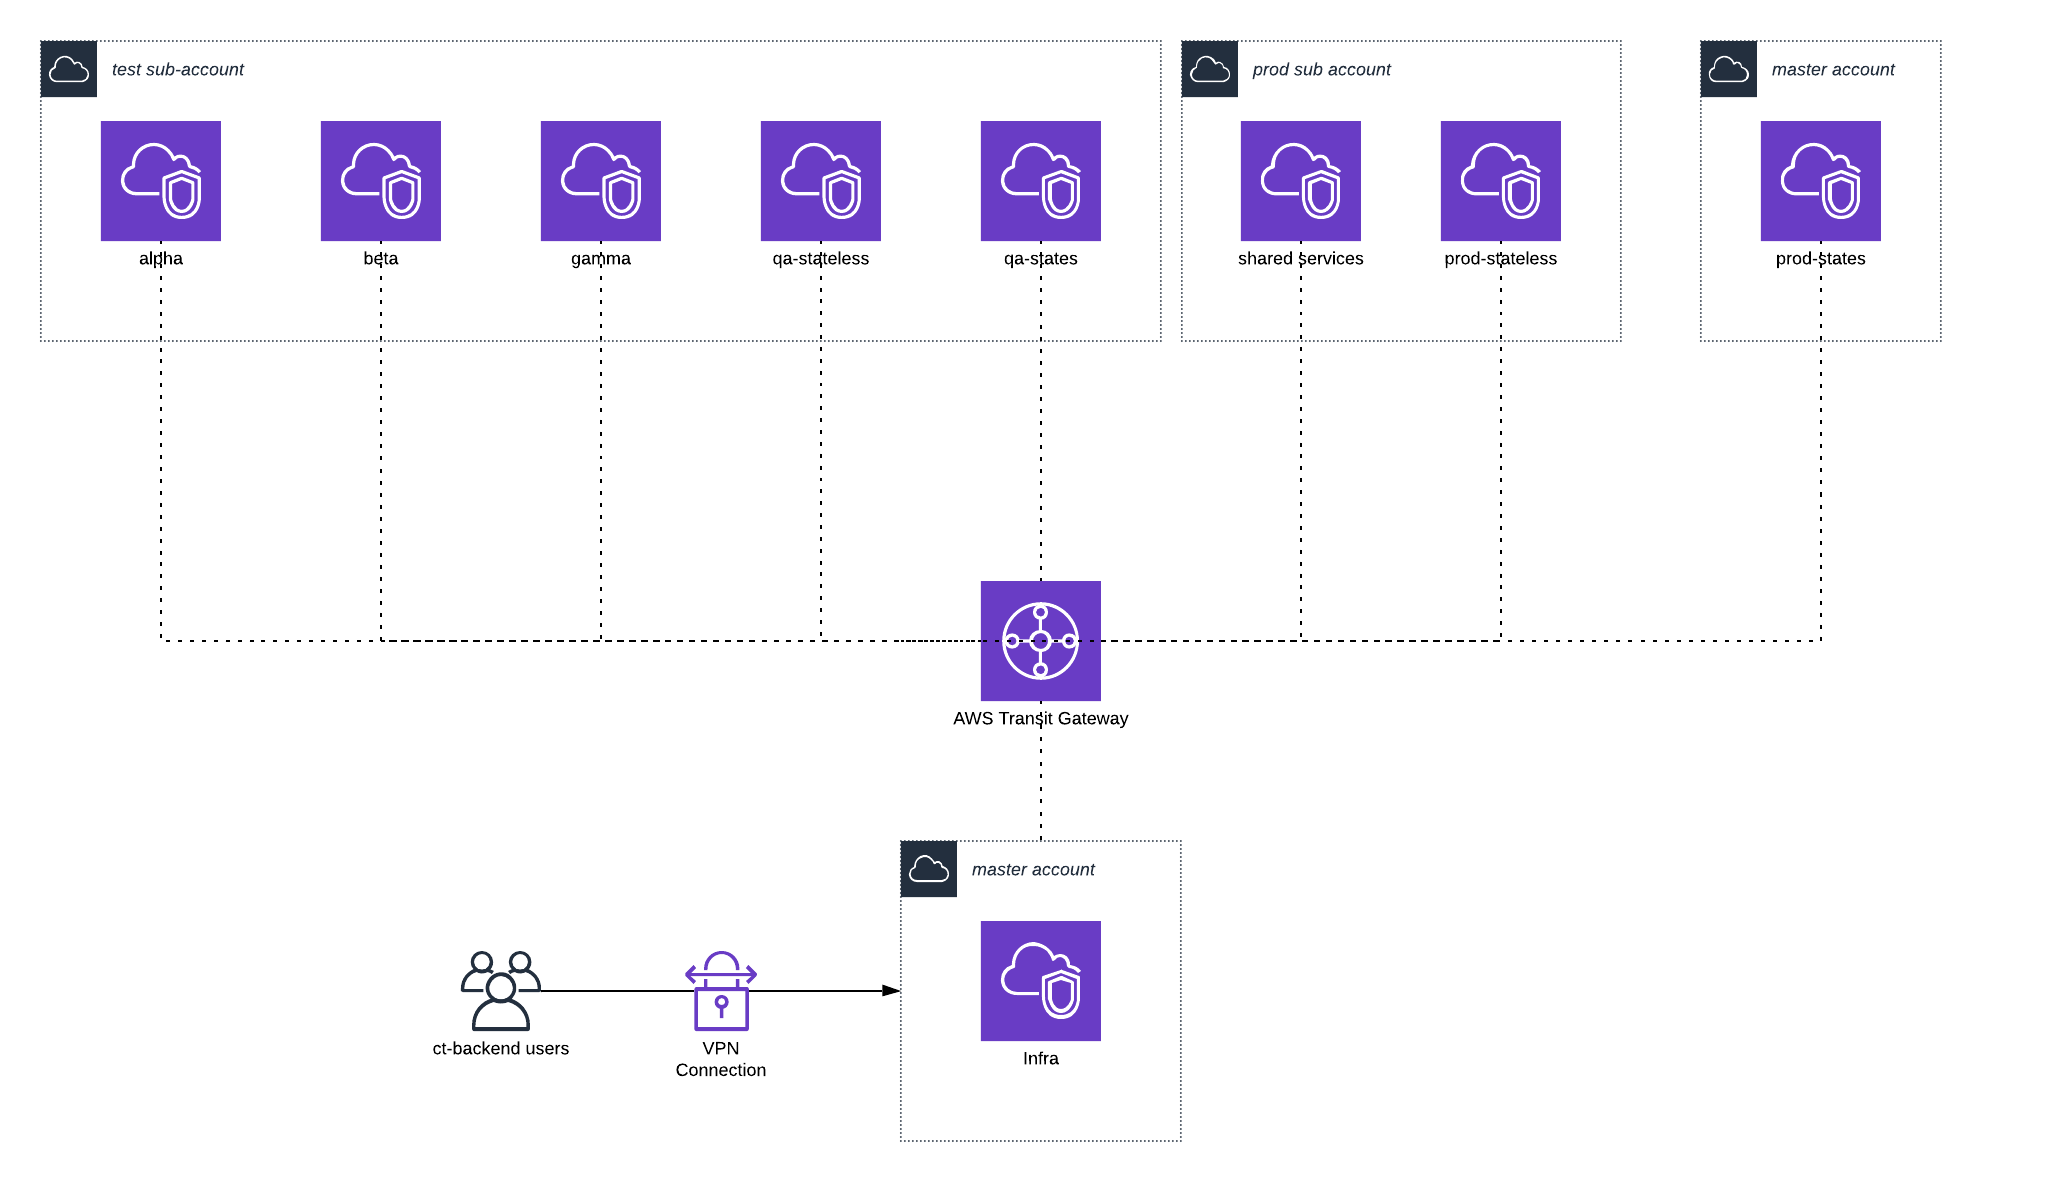 test sub-account
prod sub account
master account
alpha
beta
gamma
qa-stateless
qa-states
shared services
prod-stateless
prod-states
AWS Transit Gateway
master account
ct-backend users
VPN
Connection
Infra